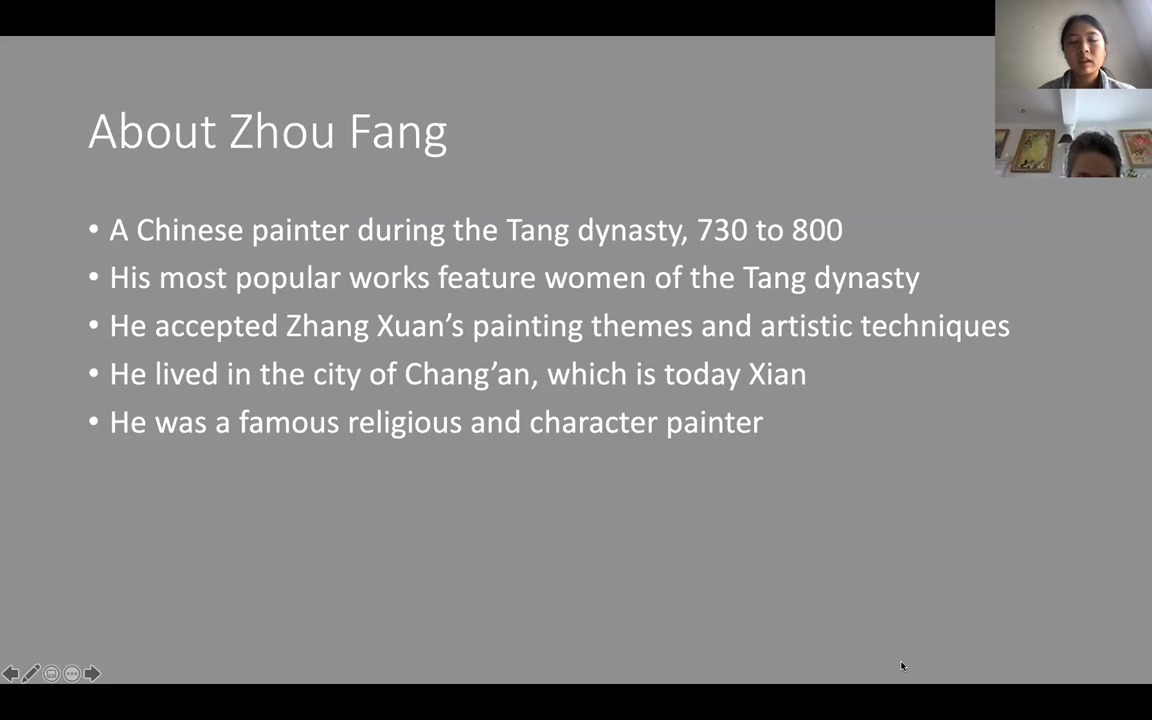 About Zhou Fang
• A Chinese painter during the Tang dynasty, 730 to 800
• His most popular works feature women of the Tang dynasty
• He accepted Zhang Xuan’s painting themes and artistic techniques
• He lived in the city of Chang’an, which is today Xian
• He was a famous religious and character painter